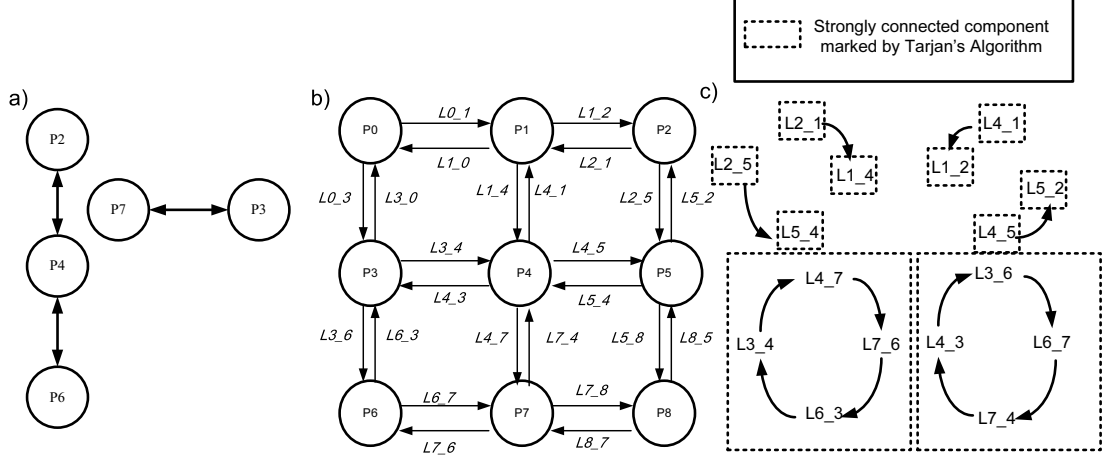 Strongly connected component
marked by Tarjan's Algorithm
a)
P2
P7
P3
P4
P6
b)
P0
L0_1
P1
L1_2
P2
L1_0
L2_1
L0_3
L3_0
L1_4
L4_1
L2_5
L5_2
P3
L3_4
P4
L4_5
P5
L4_3
L5_4
L3_6
L6_3
L4_7
L7_4
L5_8
L8_5
P6
L6_7
P7
L7_8
P8
L7_6
L8_7
c)
L2_1
L4_1
L2_5
L1_4
L1_2
L5_2
L5_4
L4_5
L4_7
L3_4
L7_6
L6_3
L3_6
L4_3
L6_7
L7_4